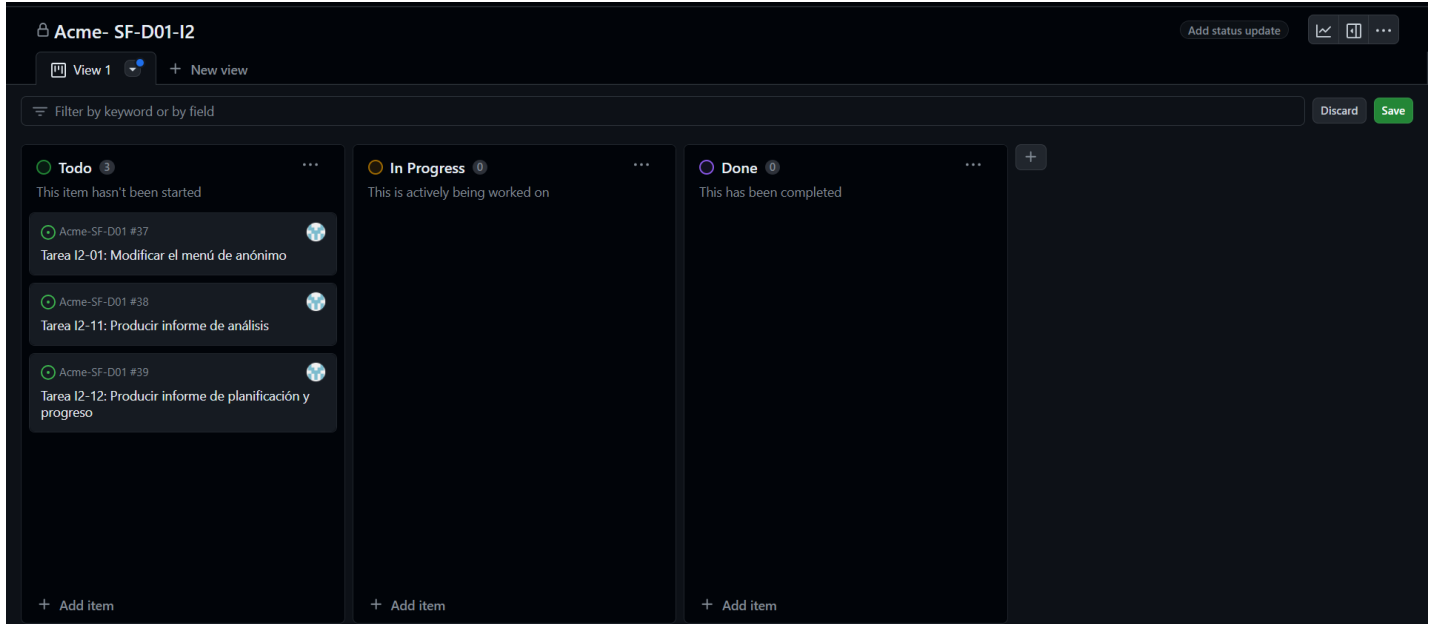 Acme- SF-D01-I2
Add status update
View 1
New view
Filter by keyword or by field
Discard
Save
Todo 3
This item hasn't been started
Acme-SF-D01 #37
Tarea I2-01: Modificar el menú de anónimo
Acme-SF-D01 #38
Tarea I2-11: Producir informe de análisis
Acme-SF-D01 #39
Tarea I2-12: Producir informe de planificación y
progreso
+ Add item
In Progress 0
This is actively being worked on
+ Add item
Done 0
This has been completed
+ Add item